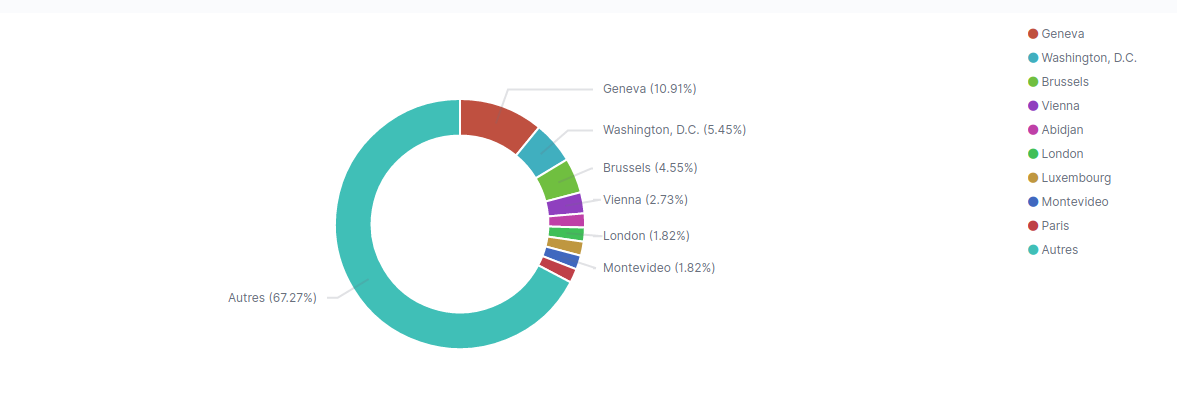 Geneva (10.91%)
Washington, D.C. (5.45%)
Brussels (4.55%)
Vienna (2.73%)
London (1.82%)
Montevideo (1.82%)
Autres (67.27%)
Geneva
Washington, D.C.
Brussels
Vienna
Abidjan
London
Luxembourg
Montevideo
Paris
Autres